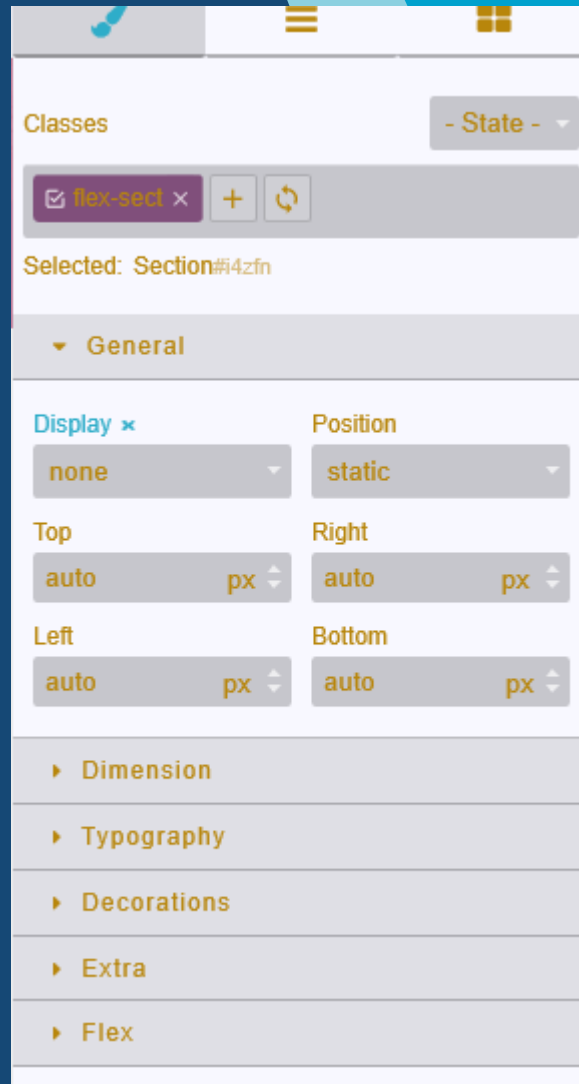 Classes - State -
flex-sect × +
Selected: Section#i4zfn
General
Display × Position
none static
Top Right
auto px auto px
Left Bottom
auto px auto px
Dimension
Typography
Decorations
Extra
Flex